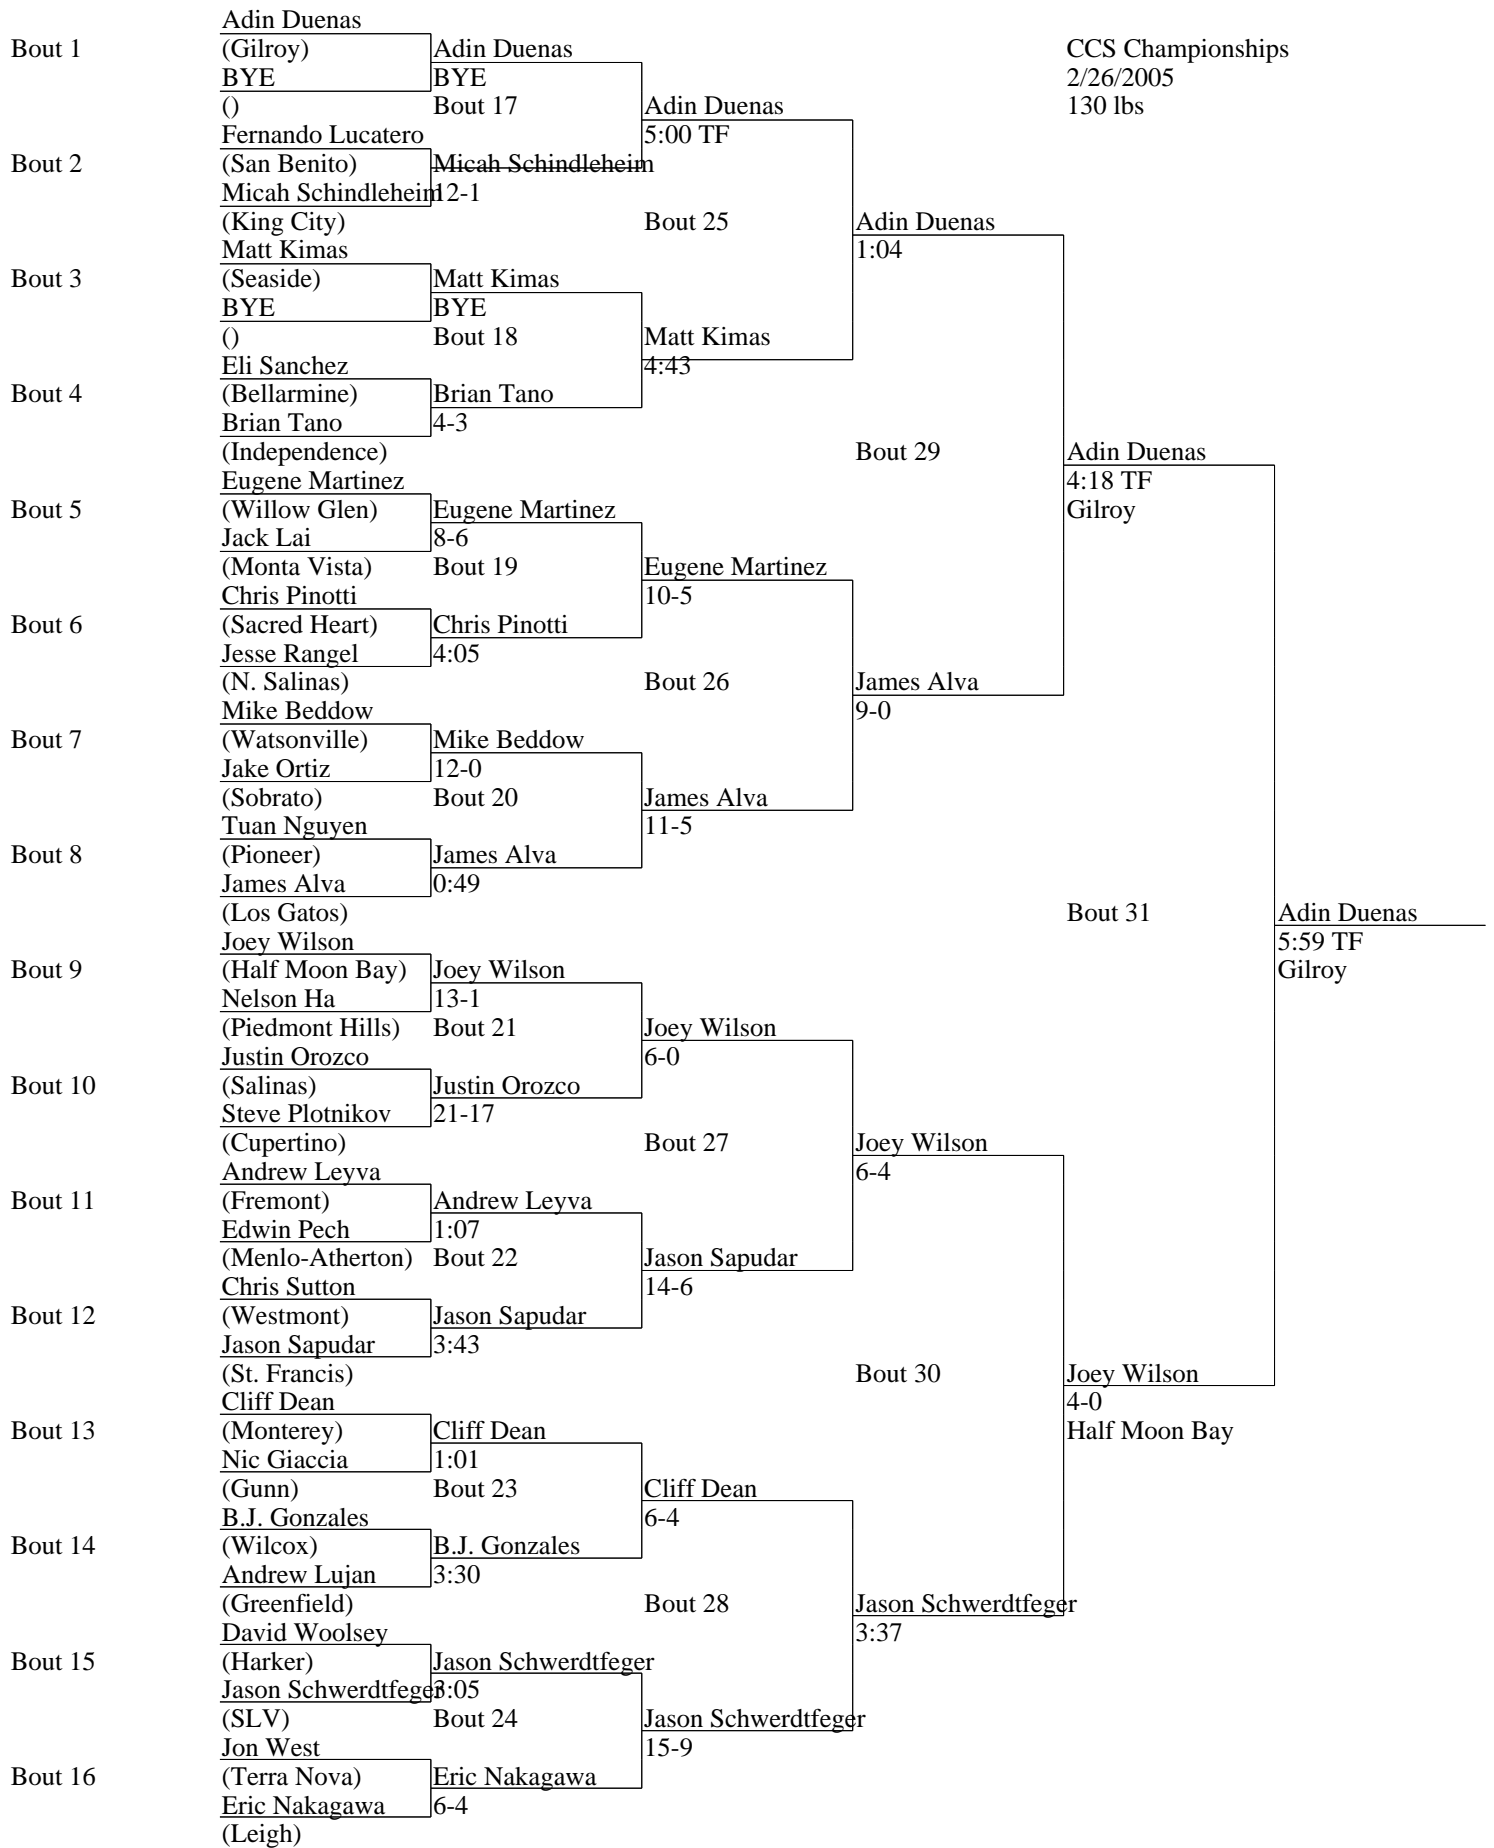 Adin Duenas
Bout 1 (Gilroy) Adin Duenas CCS Championships
BYE BYE 2/26/2005
() Bout 17 Adin Duenas 130 lbs
Fernando Lucatero 5:00 TF
Bout 2 (San Benito) Micah Schindleheim
Micah Schindleheim 12-1
(King City) Bout 25 Adin Duenas
Matt Kimas 1:04
Bout 3 (Seaside) Matt Kimas
BYE BYE
() Bout 18 Matt Kimas
Eli Sanchez 4:43
Bout 4 (Bellarmine) Brian Tano
Brian Tano 4-3
(Independence) Bout 29 Adin Duenas
Eugene Martinez 4:18 TF
Bout 5 (Willow Glen) Eugene Martinez Gilroy
Jack Lai 8-6
(Monta Vista) Bout 19 Eugene Martinez
Chris Pinotti 10-5
Bout 6 (Sacred Heart) Chris Pinotti
Jesse Rangel 4:05
(N. Salinas) Bout 26 James Alva
Mike Beddow 9-0
Bout 7 (Watsonville) Mike Beddow
Jake Ortiz 12-0
(Sobrato) Bout 20 James Alva
Tuan Nguyen 11-5
Bout 8 (Pioneer) James Alva
James Alva 0:49
(Los Gatos) Bout 31 Adin Duenas
Joey Wilson 5:59 TF
Bout 9 (Half Moon Bay) Joey Wilson Gilroy
Nelson Ha 13-1
(Piedmont Hills) Bout 21 Joey Wilson
Justin Orozco 6-0
Bout 10 (Salinas) Justin Orozco
Steve Plotnikov 21-17
(Cupertino) Bout 27 Joey Wilson
Andrew Leyva 6-4
Bout 11 (Fremont) Andrew Leyva
Edwin Pech 1:07
(Menlo-Atherton) Bout 22 Jason Sapudar
Chris Sutton 14-6
Bout 12 (Westmont) Jason Sapudar
Jason Sapudar 3:43
(St. Francis) Bout 30 Joey Wilson
Cliff Dean 4-0
Bout 13 (Monterey) Cliff Dean Half Moon Bay
Nic Giaccia 1:01
(Gunn) Bout 23 Cliff Dean
B.J. Gonzales 6-4
Bout 14 (Wilcox) B.J. Gonzales
Andrew Lujan 3:30
(Greenfield) Bout 28 Jason Schwerdtfeger
David Woolsey 3:37
Bout 15 (Harker) Jason Schwerdtfeger
Jason Schwerdtfeger 3:05
(SLV) Bout 24 Jason Schwerdtfeger
Jon West 15-9
Bout 16 (Terra Nova) Eric Nakagawa
Eric Nakagawa 6-4
(Leigh)